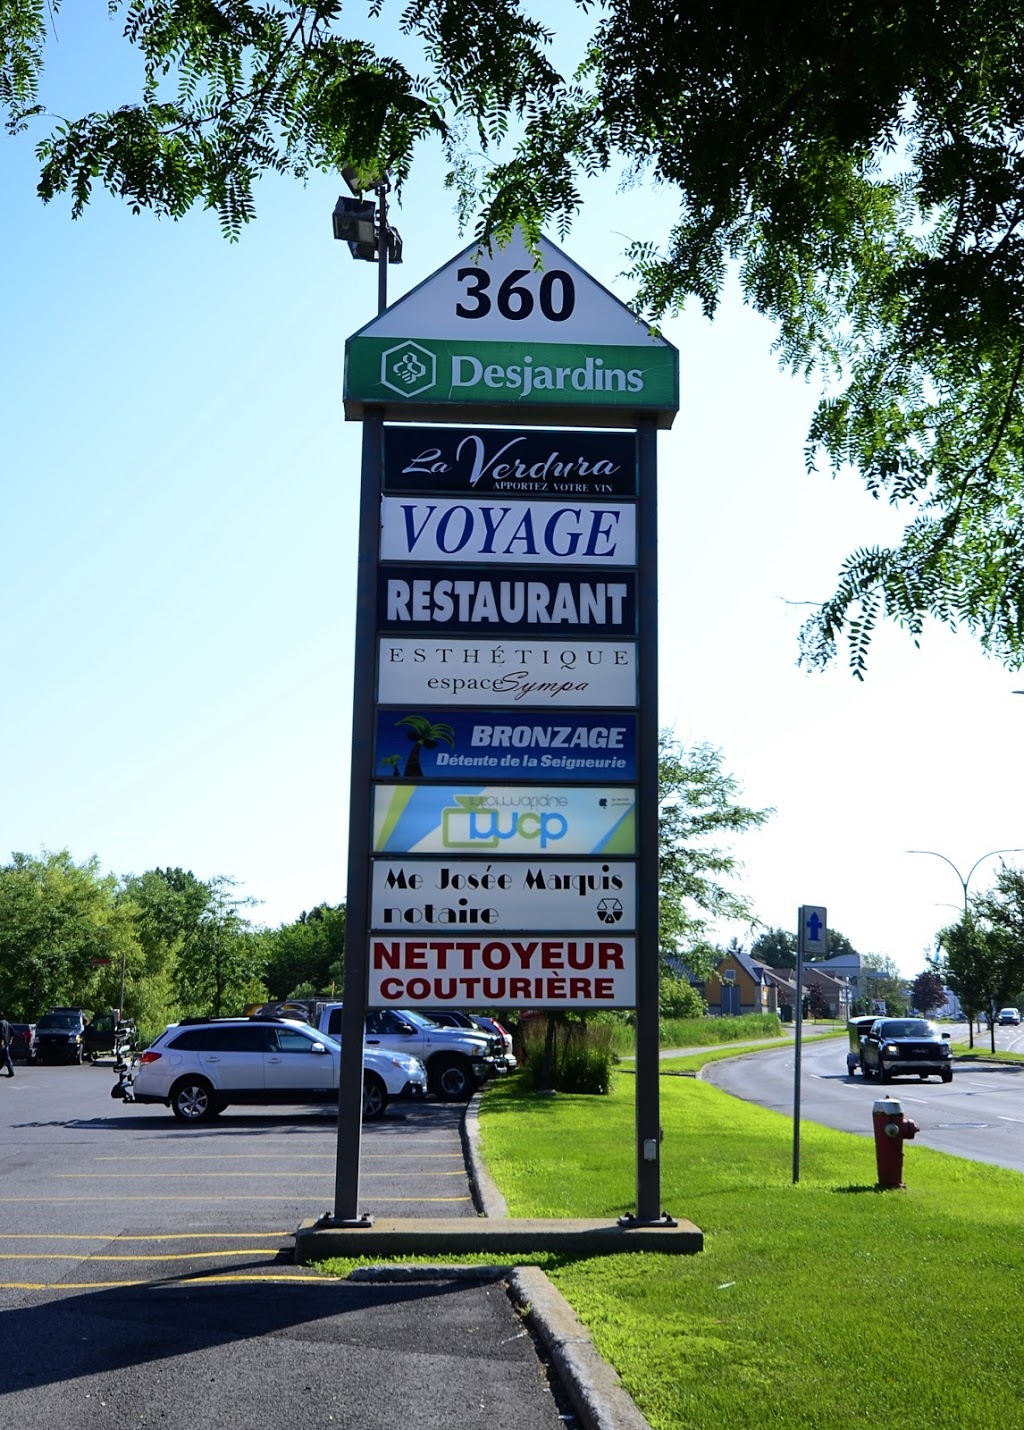 360
Desjardins
La Verdura
APPORTEZ VOTRE VIN
VOYAGE
RESTAURANT
ESTHÉTIQUE
espace Sympa
BRONZAGE
Détente de la Seigneurie
informatique
Me Josée Marquis
notaire
NETTOYEUR
COUTURIÈRE